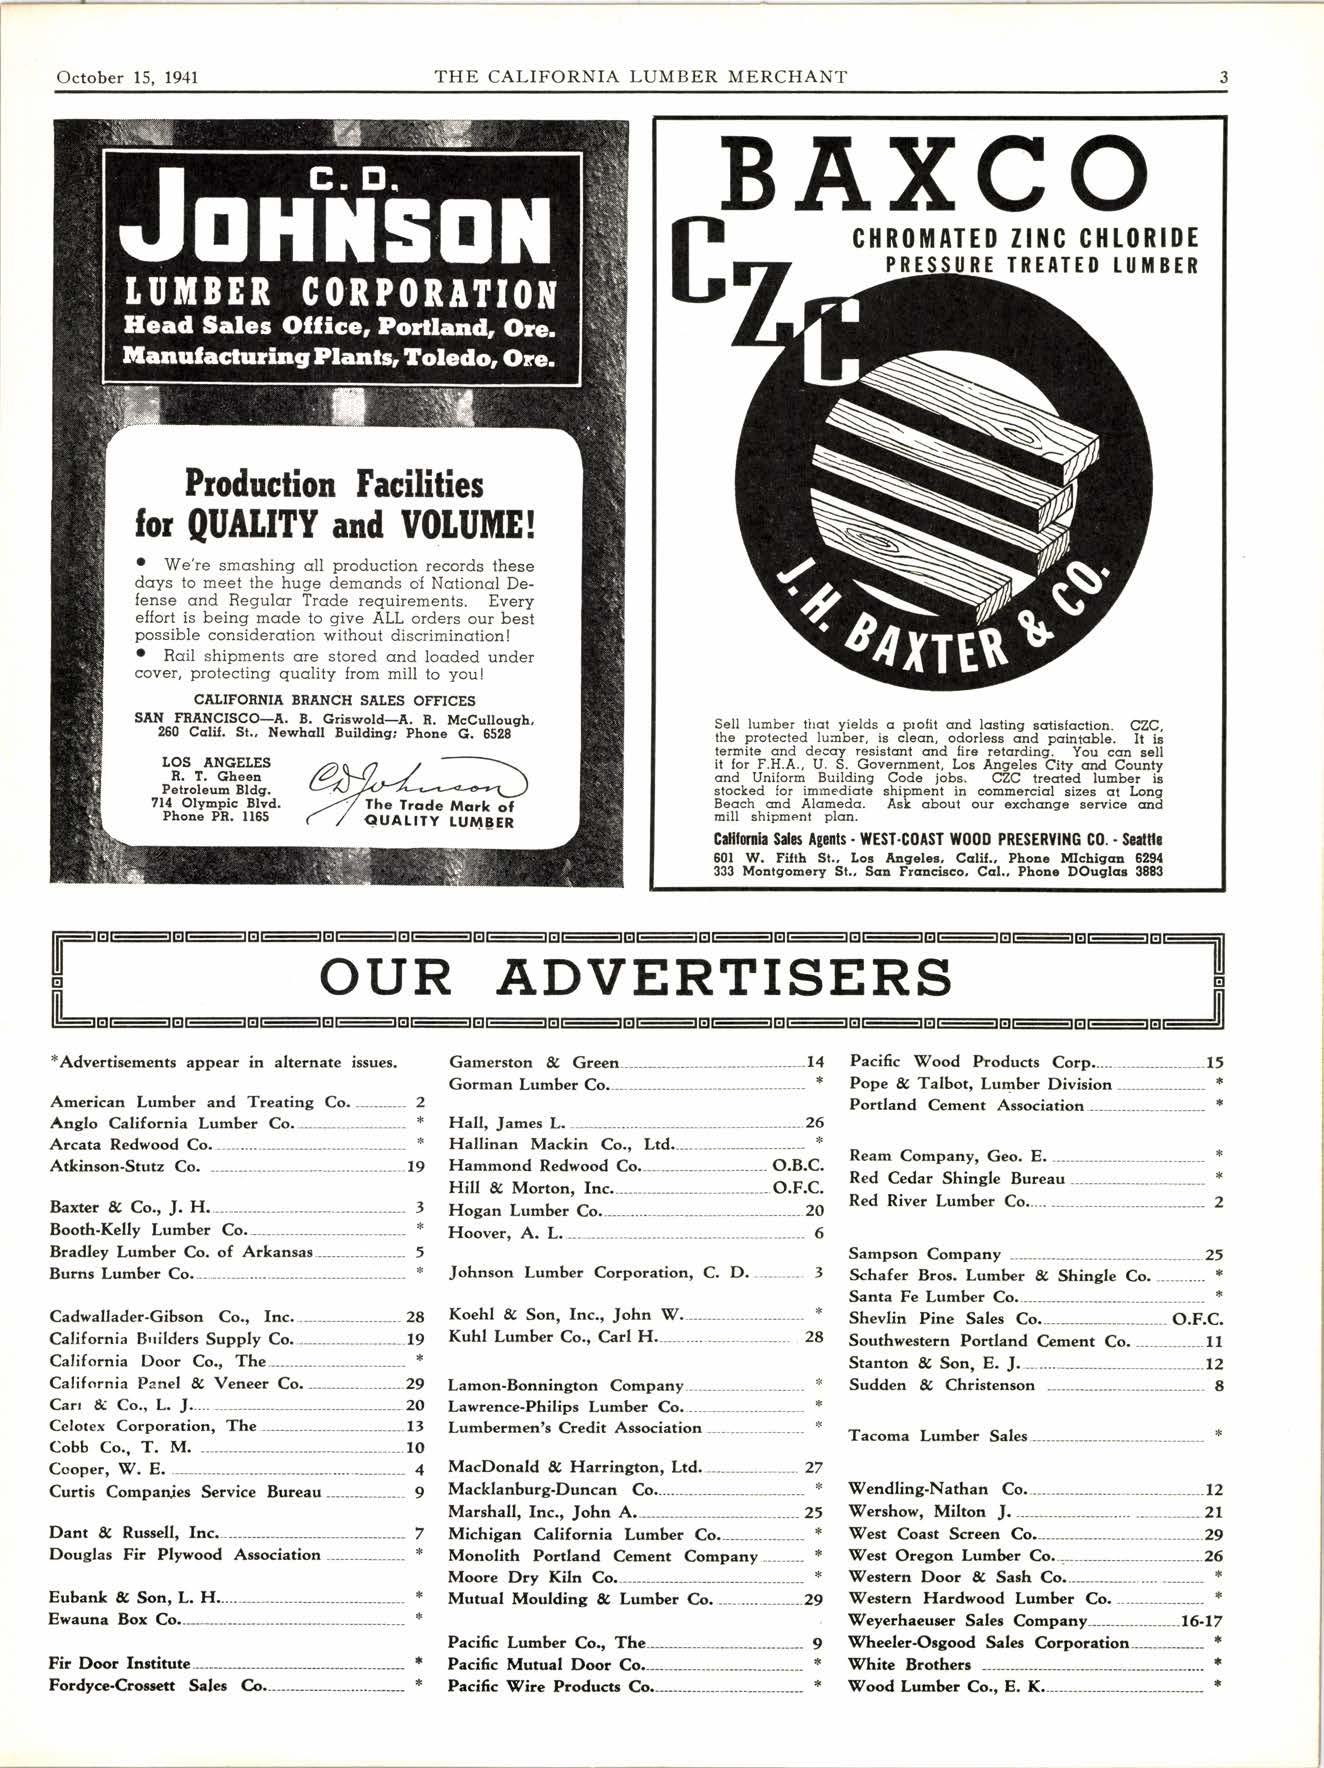 October 15, 1941
THE CALIFORNIA LUMBER MERCHANT
3
C. D.
JOHNSON
LUMBER CORPORATION
Head Sales Office, Portland, Ore.
Manufacturing Plants, Toledo, Ore.
Production Facilities
for QUALITY and VOLUME!
• We're smashing all production records these
days to meet the huge demands of National De-
fense and Regular Trade requirements. Every
effort is being made to give ALL orders our best
possible consideration without discrimination!
• Rail shipments are stored and loaded under
cover, protecting quality from mill to you!
CALIFORNIA BRANCH SALES OFFICES
SAN FRANCISCO—A. B. Griswold—A. R. McCullough,
260 Calif. St., Newhall Building; Phone G. 6528
LOS ANGELES
R. T. Gheen
Petroleum Bldg.
714 Olympic Blvd.
Phone PR. 1165
CDJohnson
The Trade Mark of
QUALITY LUMBER
BAXCO
CZC
CHROMATED ZINC CHLORIDE
PRESSURE TREATED LUMBER
J. H. BAXTER & CO.
Sell lumber that yields a profit and lasting satisfaction. CZC,
the protected lumber, is clean, odorless and paintable. It is
termite and decay resistant and fire retarding. You can sell
it for F.H.A., U. S. Government, Los Angeles City and County
and Uniform Building Code jobs. CZC treated lumber is
stocked for immediate shipment in commercial sizes at Long
Beach and Alameda. Ask about our exchange service and
mill shipment plan.
California Sales Agents - WEST-COAST WOOD PRESERVING CO. - Seattle
601 W. Fifth St., Los Angeles, Calif., Phone MIchigan 6294
333 Montgomery St., San Francisco, Cal., Phone DOuglas 3883
OUR ADVERTISERS
*Advertisements appear in alternate issues.
American Lumber and Treating Co. 2
Anglo California Lumber Co. *
Arcata Redwood Co. *
Atkinson-Stutz Co. 19
Baxter & Co., J. H. 3
Booth-Kelly Lumber Co. *
Bradley Lumber Co. of Arkansas 5
Burns Lumber Co. *
Cadwallader-Gibson Co., Inc. 28
California Builders Supply Co. 19
California Door Co., The *
California Panel & Veneer Co. 29
Carr & Co., L. J. 20
Celotex Corporation, The 13
Cobb Co., T. M. 10
Cooper, W. E. 4
Curtis Companies Service Bureau 9
Dant & Russell, Inc. 7
Douglas Fir Plywood Association *
Eubank & Son, L. H. *
Ewauna Box Co. *
Fir Door Institute *
Fordyce-Crossett Sales Co. *
Gamerston & Green 14
Gorman Lumber Co. *
Hall, James L. 26
Hallinan Mackin Co., Ltd. *
Hammond Redwood Co. O.B.C.
Hill & Morton, Inc. O.F.C.
Hogan Lumber Co. 20
Hoover, A. L. 6
Johnson Lumber Corporation, C. D. 3
Koehl & Son, Inc., John W. *
Kuhl Lumber Co., Carl H. 28
Lamon-Bonnington Company *
Lawrence-Philips Lumber Co. *
Lumbermen's Credit Association *
MacDonald & Harrington, Ltd. 27
Macklanburg-Duncan Co. *
Marshall, Inc., John A. 25
Michigan California Lumber Co. *
Monolith Portland Cement Company *
Moore Dry Kiln Co. *
Mutual Moulding & Lumber Co. 29
Pacific Lumber Co., The 9
Pacific Mutual Door Co. *
Pacific Wire Products Co. *
Pacific Wood Products Corp. 15
Pope & Talbot, Lumber Division *
Portland Cement Association *
Ream Company, Geo. E. *
Red Cedar Shingle Bureau *
Red River Lumber Co. 2
Sampson Company 25
Schafer Bros. Lumber & Shingle Co. *
Santa Fe Lumber Co. *
Shevlin Pine Sales Co. O.F.C.
Southwestern Portland Cement Co. 11
Stanton & Son, E. J. 12
Sudden & Christenson 8
Tacoma Lumber Sales *
Wendling-Nathan Co. 12
Wershow, Milton J. 21
West Coast Screen Co. 29
West Oregon Lumber Co. 26
Western Door & Sash Co. *
Western Hardwood Lumber Co. *
Weyerhaeuser Sales Company 16-17
Wheeler-Osgood Sales Corporation *
White Brothers *
Wood Lumber Co., E. K. *